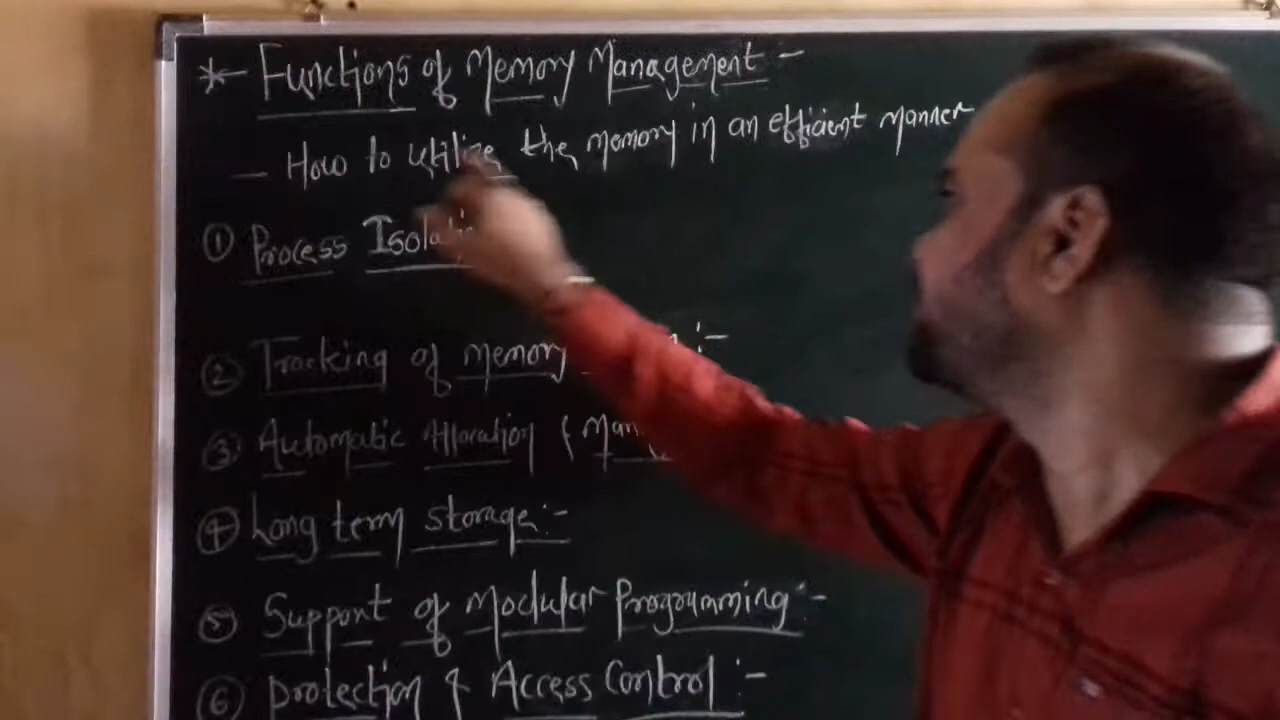 * Functions of Memory Management :-
- How to utilize the memory in an efficient manner
① Process
② Tracking of memory :-
③ Automatic Allocation &
④ Long term storage :-
⑤ Support of Modular Programming :-
⑥ Protection & Access Control :-